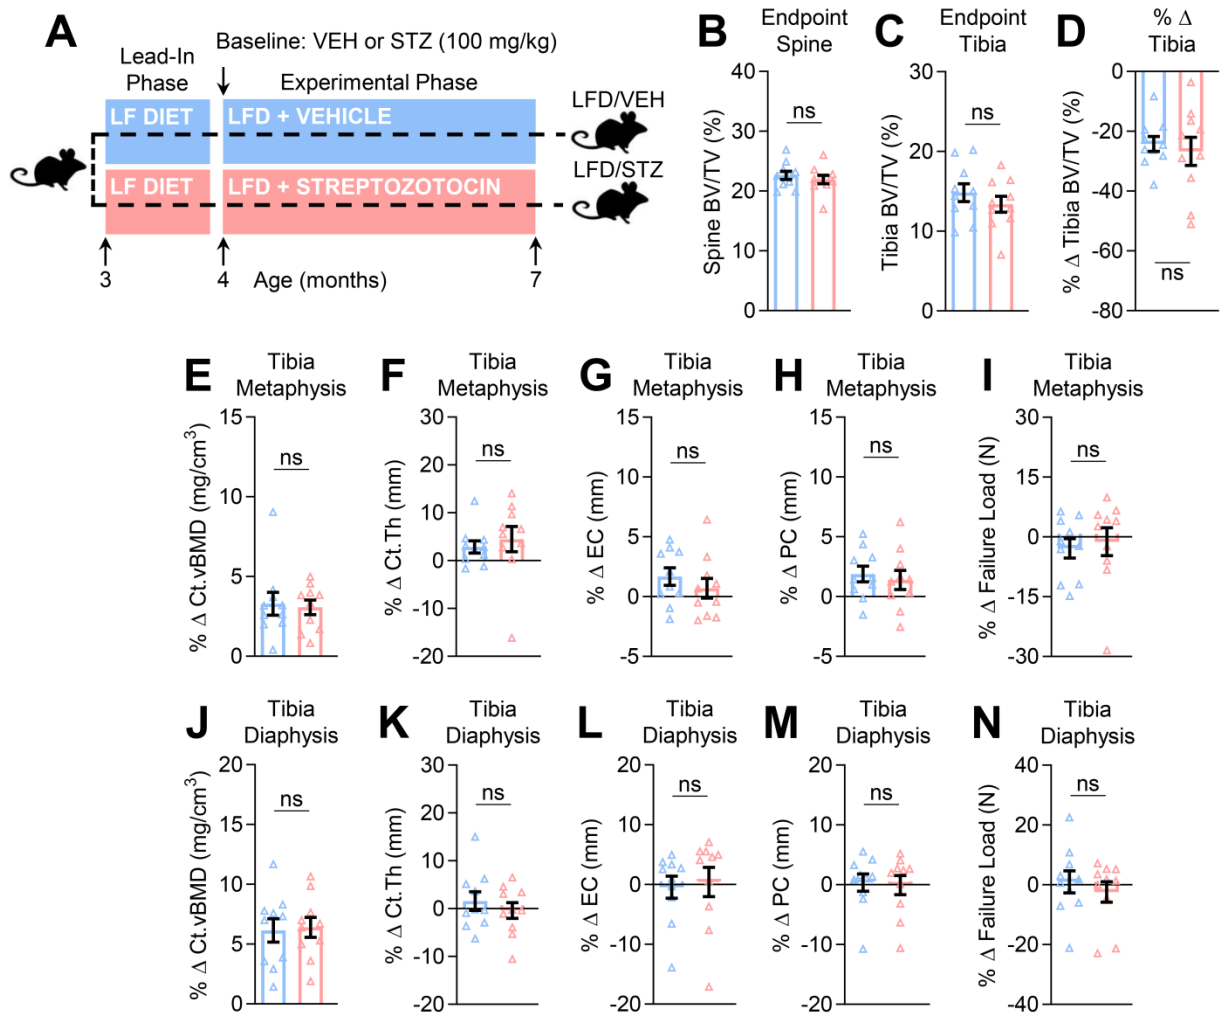 A
Baseline: VEH or STZ (100 mg/kg)
Lead-In
Phase
Experimental Phase
LF DIET
LFD + VEHICLE
LFD/VEH
LF DIET
LFD + STREPTOZOTOCIN
LFD/STZ
3
4
Age (months)
7
B
Endpoint
Spine
Spine BV/TV (%)
40
30
20
10
0
ns
C
Endpoint
Tibia
Tibia BV/TV (%)
30
20
10
0
ns
D
% Δ
Tibia
% Δ Tibia BV/TV (%)
0
-20
-40
-60
-80
ns
E
Tibia
Metaphysis
% Δ Ct.vBMD (mg/cm³)
15
10
5
0
ns
F
Tibia
Metaphysis
% Δ Ct.Th (mm)
30
20
10
0
-10
-20
ns
G
Tibia
Metaphysis
% Δ EC (mm)
15
10
5
0
-5
ns
H
Tibia
Metaphysis
% Δ PC (mm)
15
10
5
0
-5
ns
I
Tibia
Metaphysis
% Δ Failure Load (N)
30
15
0
-15
-30
ns
J
Tibia
Diaphysis
% Δ Ct.vBMD (mg/cm³)
20
15
10
5
0
ns
K
Tibia
Diaphysis
% Δ Ct.Th (mm)
30
20
10
0
-10
-20
ns
L
Tibia
Diaphysis
% Δ EC (mm)
20
10
0
-10
-20
ns
M
Tibia
Diaphysis
% Δ PC (mm)
20
10
0
-10
-20
ns
N
Tibia
Diaphysis
% Δ Failure Load (N)
40
20
0
-20
-40
ns